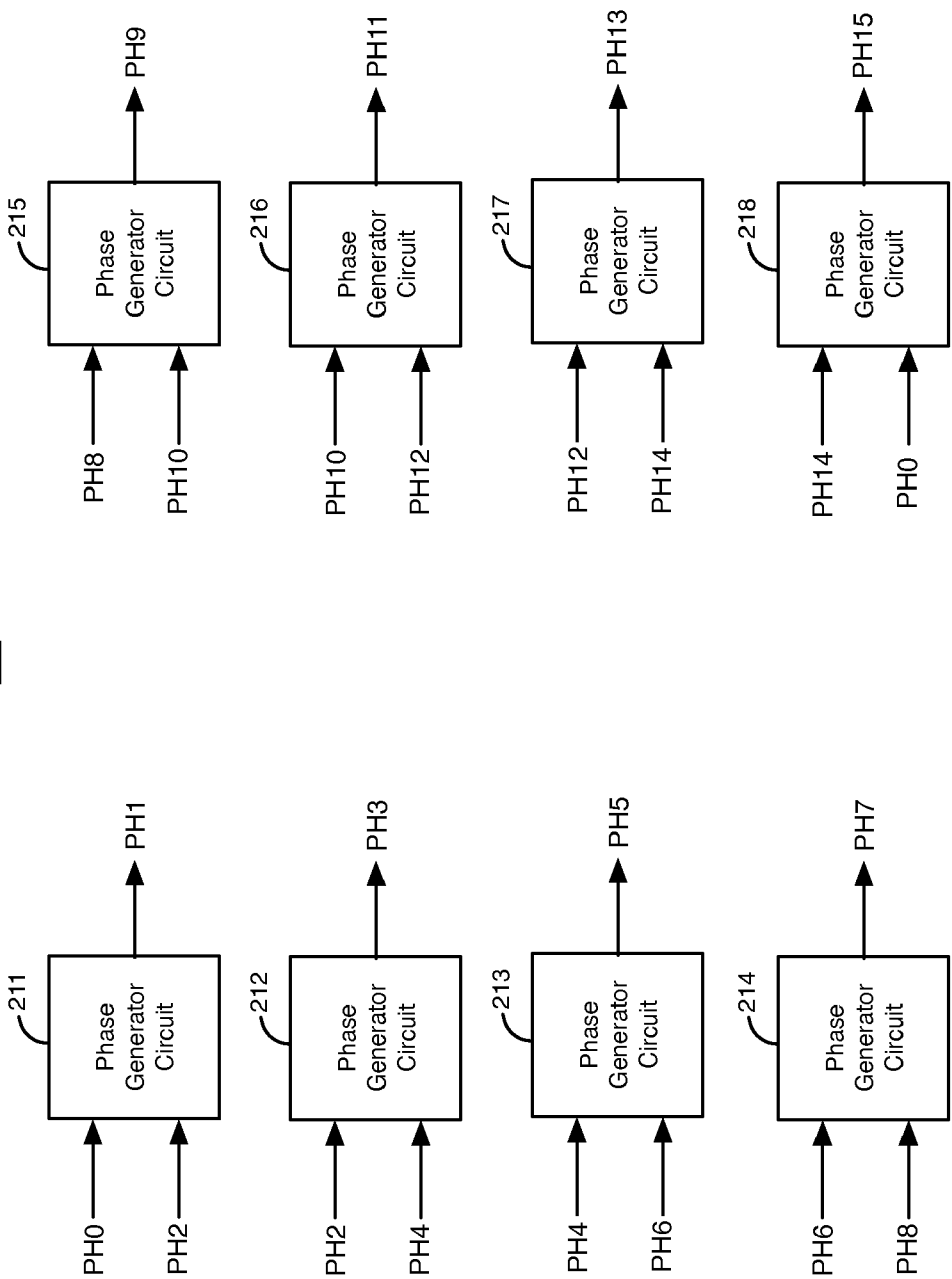 211
PH0
PH2
Phase
Generator
Circuit
PH1
212
PH2
PH4
Phase
Generator
Circuit
PH3
213
PH4
PH6
Phase
Generator
Circuit
PH5
214
PH6
PH8
Phase
Generator
Circuit
PH7
215
PH8
PH10
Phase
Generator
Circuit
PH9
216
PH10
PH12
Phase
Generator
Circuit
PH11
217
PH12
PH14
Phase
Generator
Circuit
PH13
218
PH14
PH0
Phase
Generator
Circuit
PH15